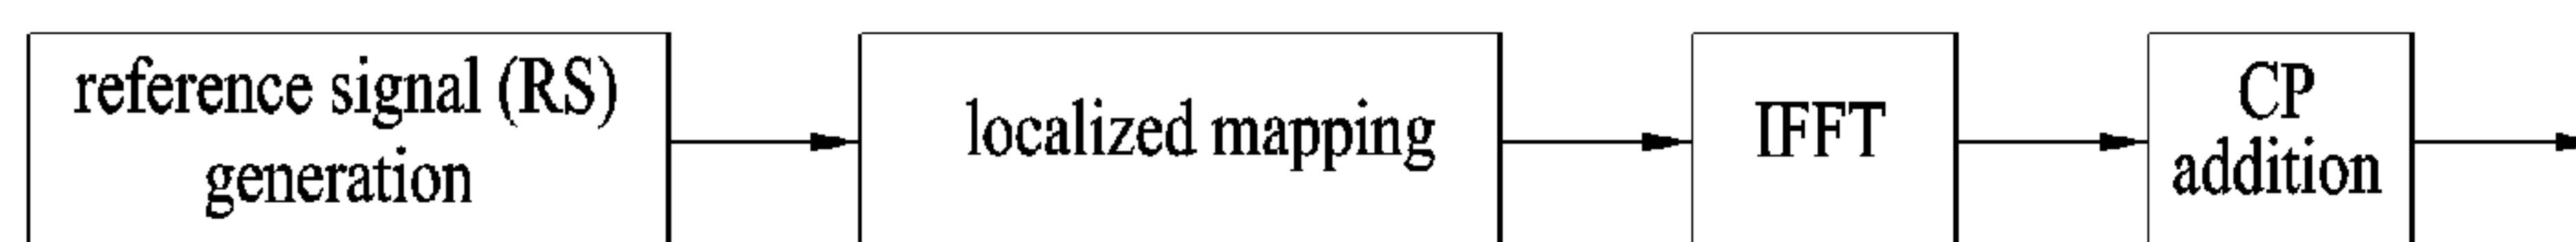 reference signal (RS)
generation
localized mapping
IFFT
CP
addition